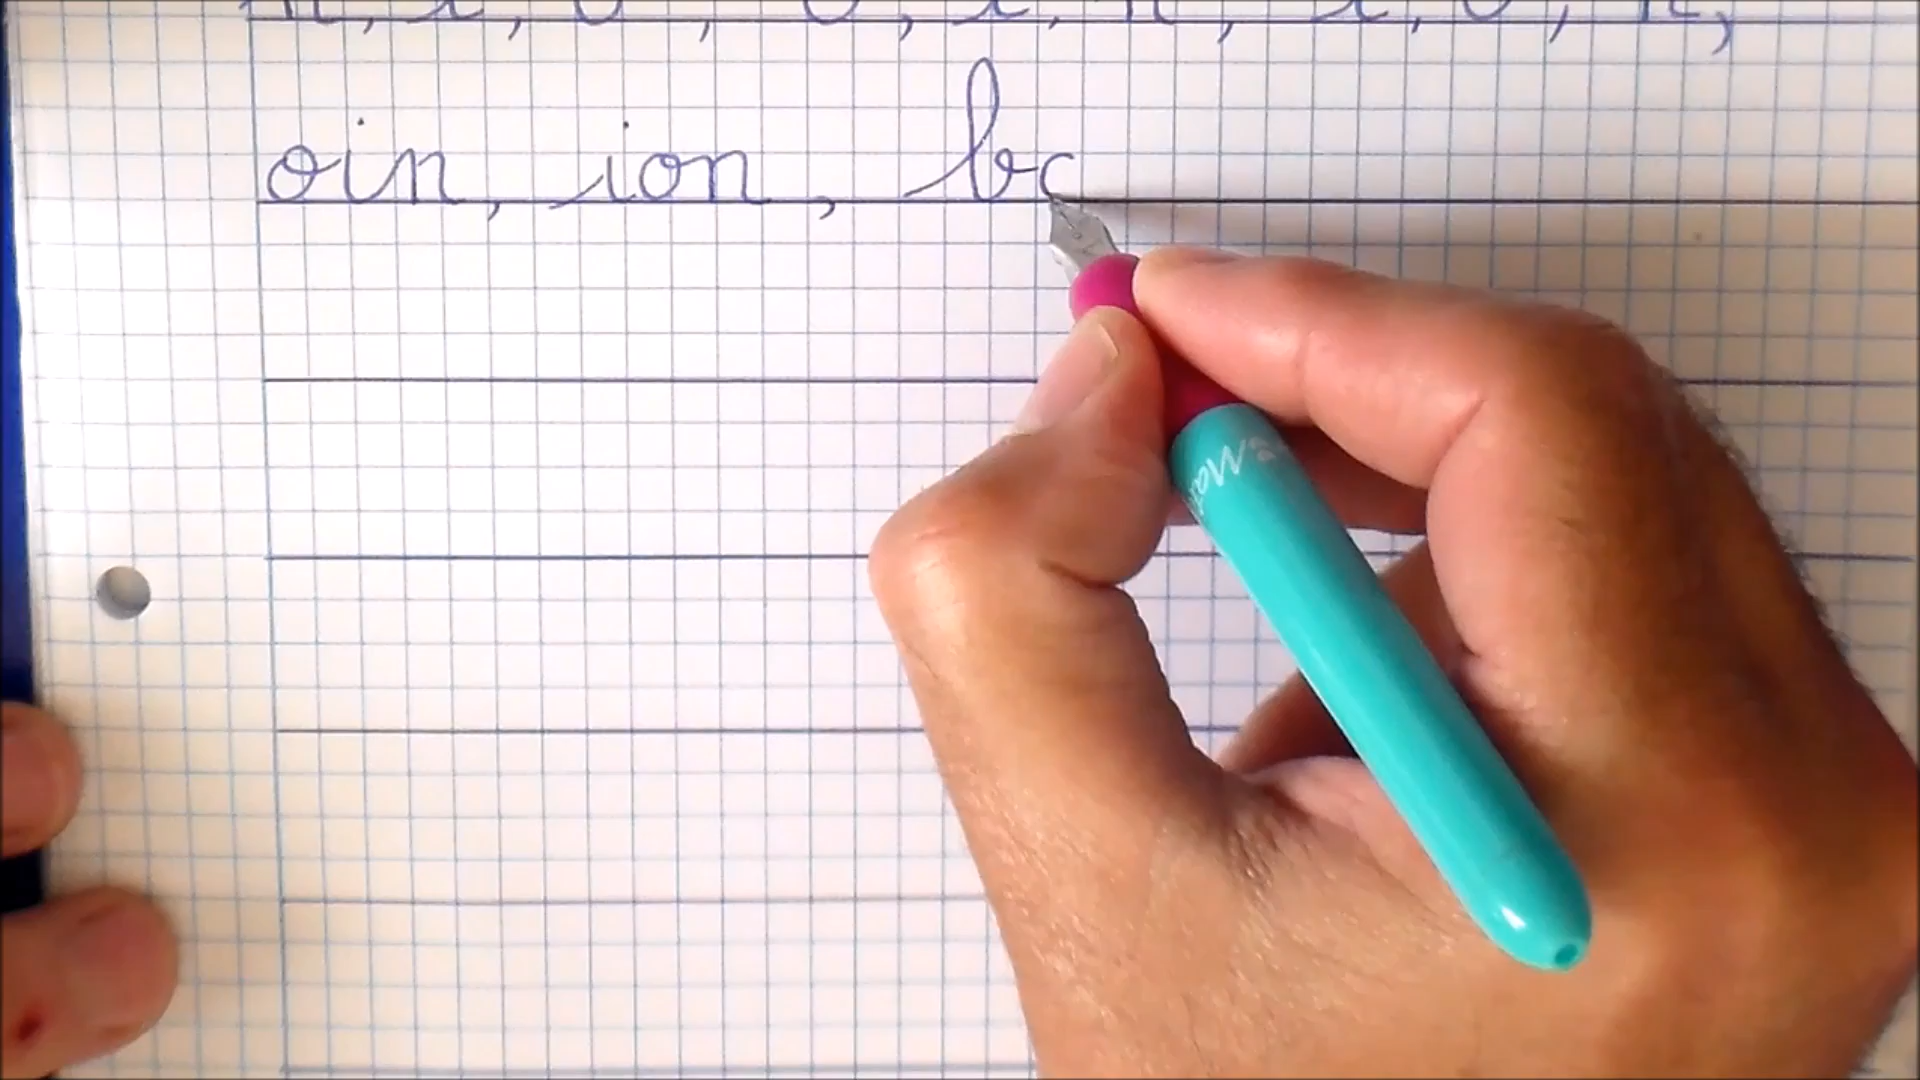 n, i, o, o, i, n, i, o, n,
oin, ion, bc